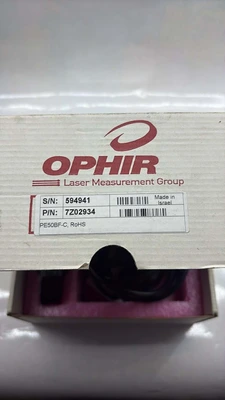 OPHIR
Laser Measurement Group
S/N: 594941 Made in
Israel
P/N: 7Z02934
PE50BF-C, RoHS